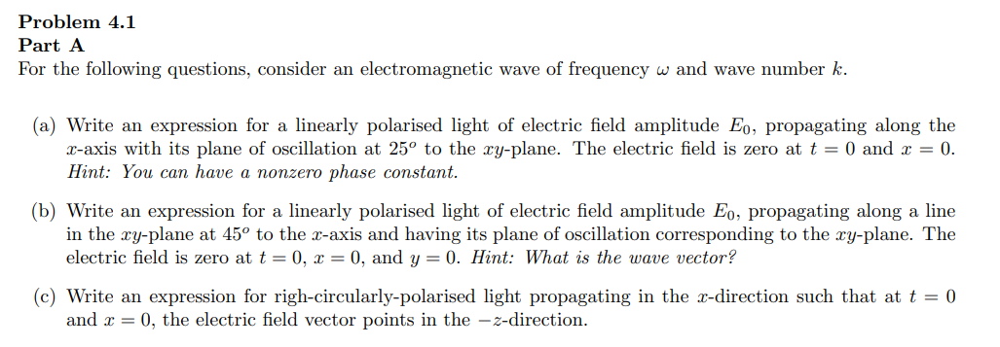 Problem 4.1
Part A
For the following questions, consider an electromagnetic wave of frequency ω and wave number k.
(a) Write an expression for a linearly polarised light of electric field amplitude E₀, propagating along the
x-axis with its plane of oscillation at 25° to the xy-plane. The electric field is zero at t = 0 and x = 0.
Hint: You can have a nonzero phase constant.
(b) Write an expression for a linearly polarised light of electric field amplitude E₀, propagating along a line
in the xy-plane at 45° to the x-axis and having its plane of oscillation corresponding to the xy-plane. The
electric field is zero at t = 0, x = 0, and y = 0. Hint: What is the wave vector?
(c) Write an expression for righ-circularly-polarised light propagating in the x-direction such that at t = 0
and x = 0, the electric field vector points in the −z-direction.